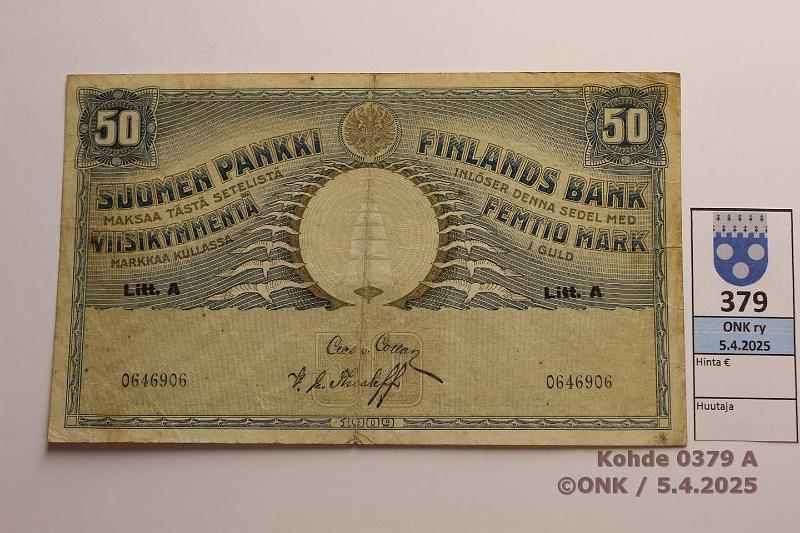 50
50
SUOMEN PANKKI
MAKSAA TÄSTÄ SETELISTÄ
VIISIKYMMENTÄ
MARKKAA KULLASSA
Litt. A
FINLANDS BANK
INLÖSER DENNA SEDEL MED
FEMTIO MARK
I GULD
Litt. A
0646906
0646906
1909
379
ONK ry
5.4.2025
Hinta €
Huutaja
Kohde 0379 A
©ONK / 5.4.2025